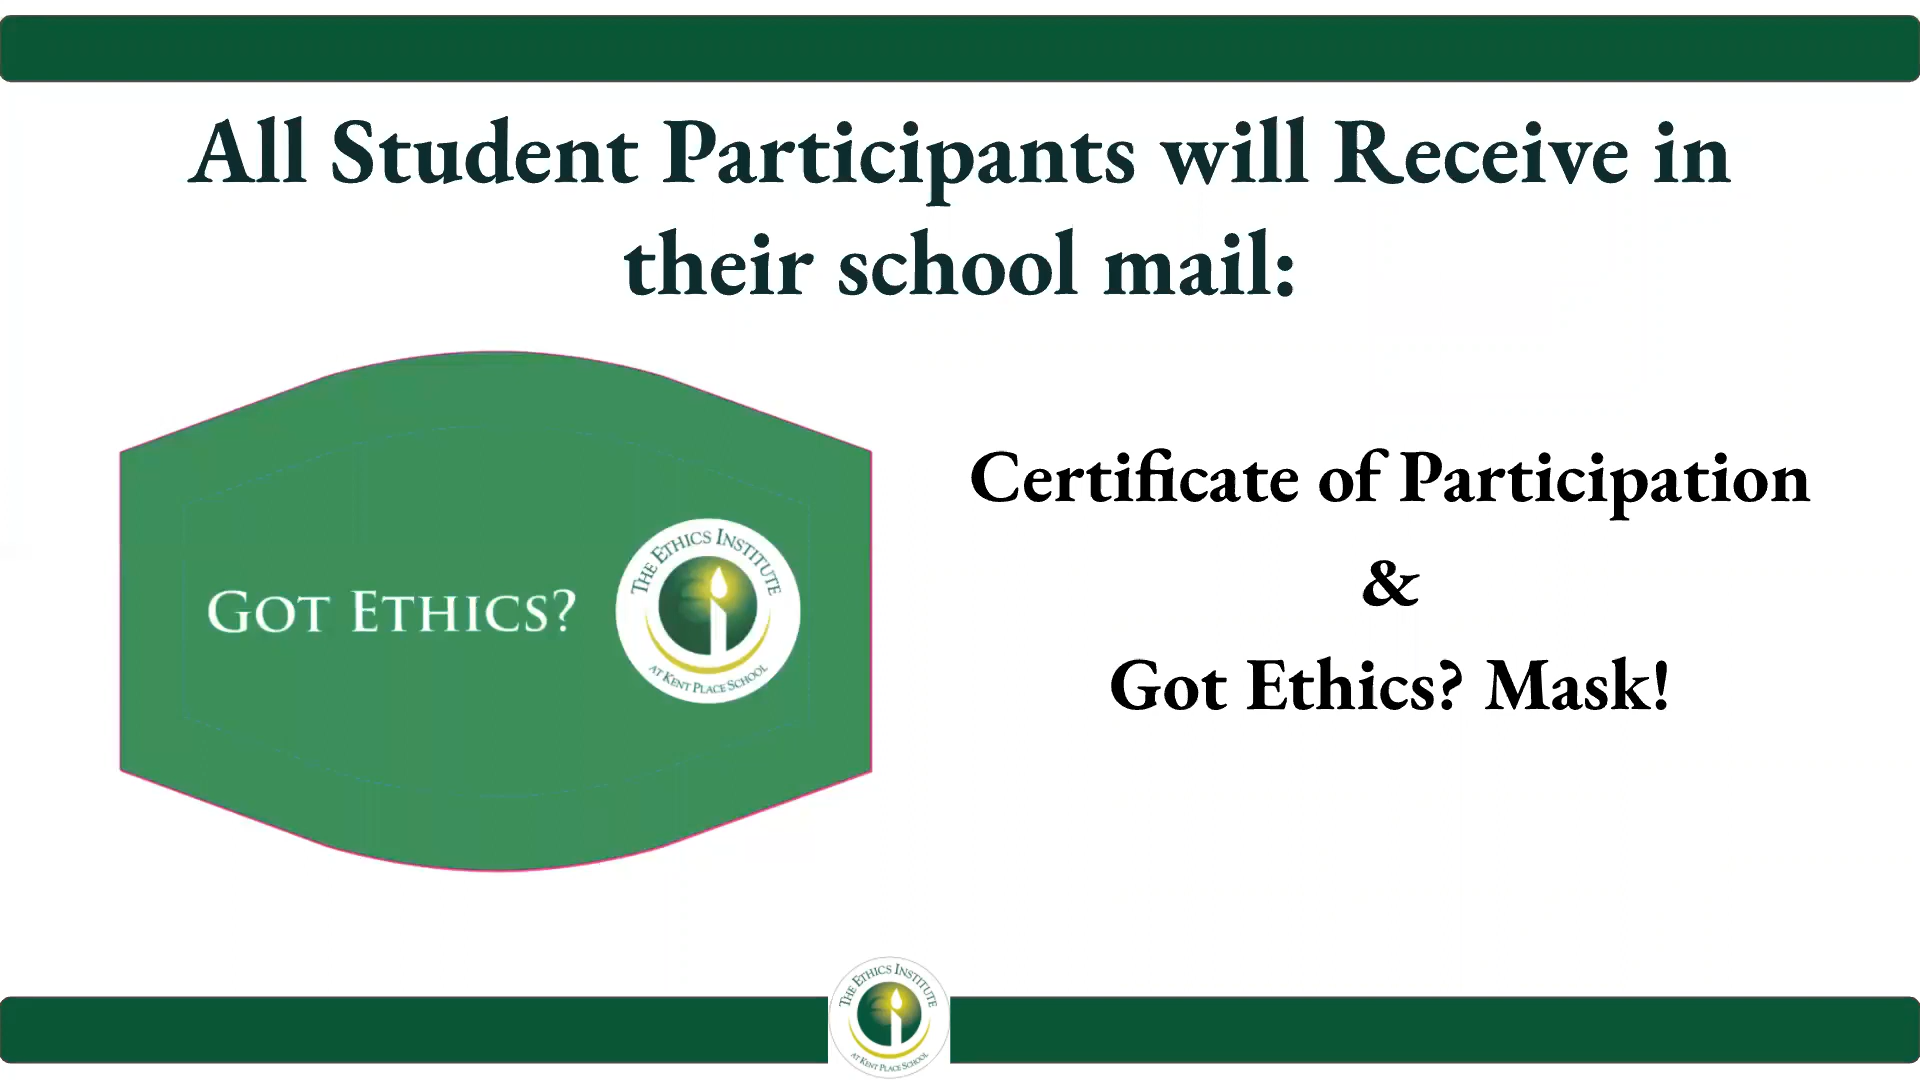 All Student Participants will Receive in
their school mail:
GOT ETHICS?
THE ETHICS INSTITUTE
AT KENT PLACE SCHOOL
Certificate of Participation
&
Got Ethics? Mask!
THE ETHICS INSTITUTE
AT KENT PLACE SCHOOL